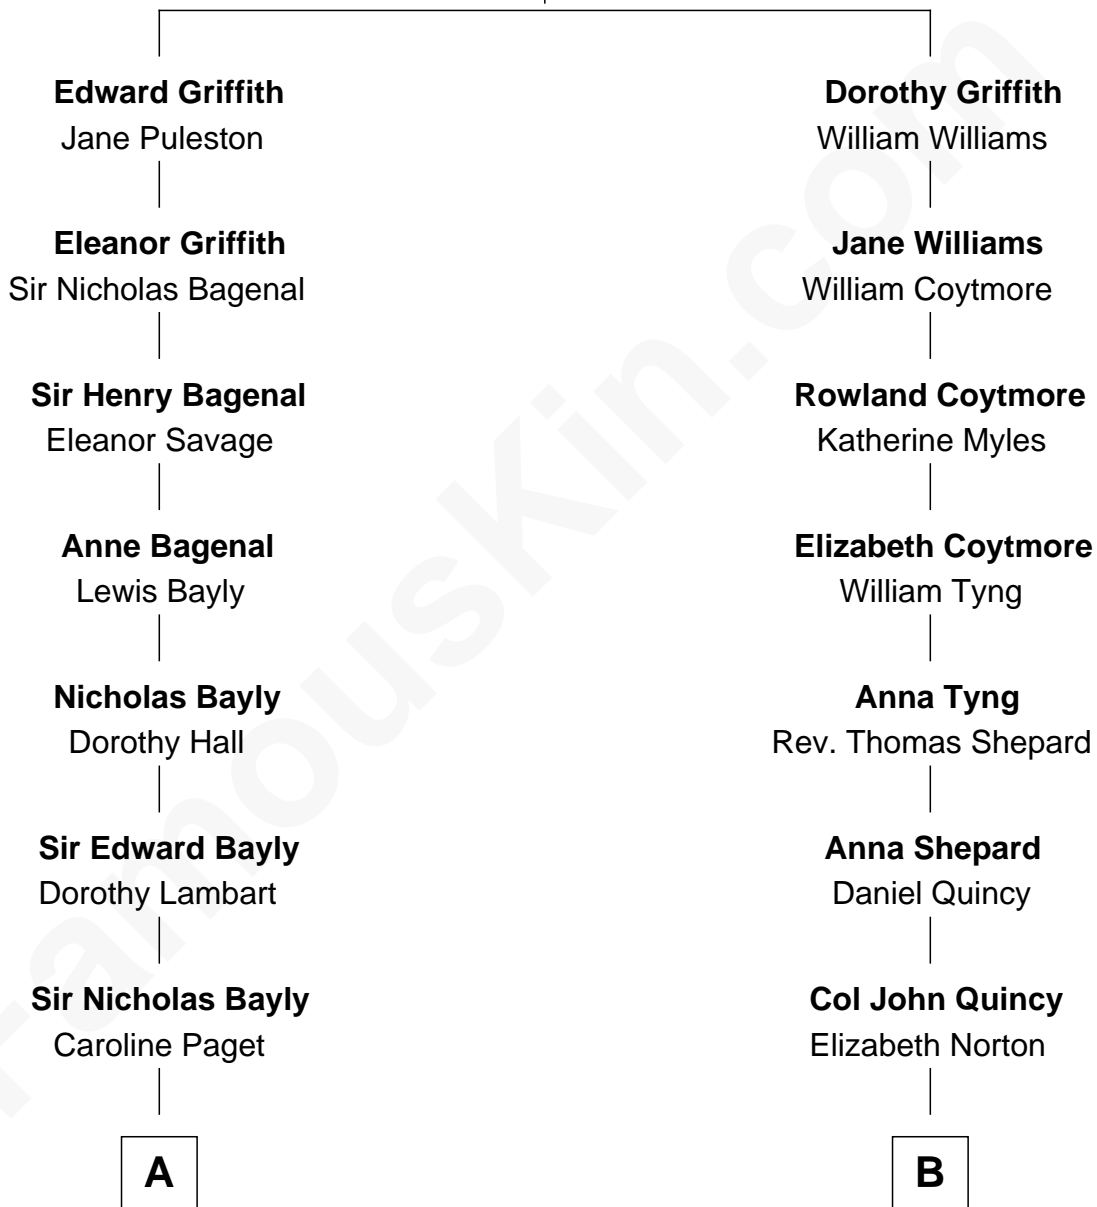 Edward Griffith
Jane Puleston
Eleanor Griffith
Sir Nicholas Bagenal
Sir Henry Bagenal
Eleanor Savage
Anne Bagenal
Lewis Bayly
Nicholas Bayly
Dorothy Hall
Sir Edward Bayly
Dorothy Lambart
Sir Nicholas Bayly
Caroline Paget
A
Dorothy Griffith
William Williams
Jane Williams
William Coytmore
Rowland Coytmore
Katherine Myles
Elizabeth Coytmore
William Tyng
Anna Tyng
Rev. Thomas Shepard
Anna Shepard
Daniel Quincy
Col John Quincy
Elizabeth Norton
B
FamousKin.com